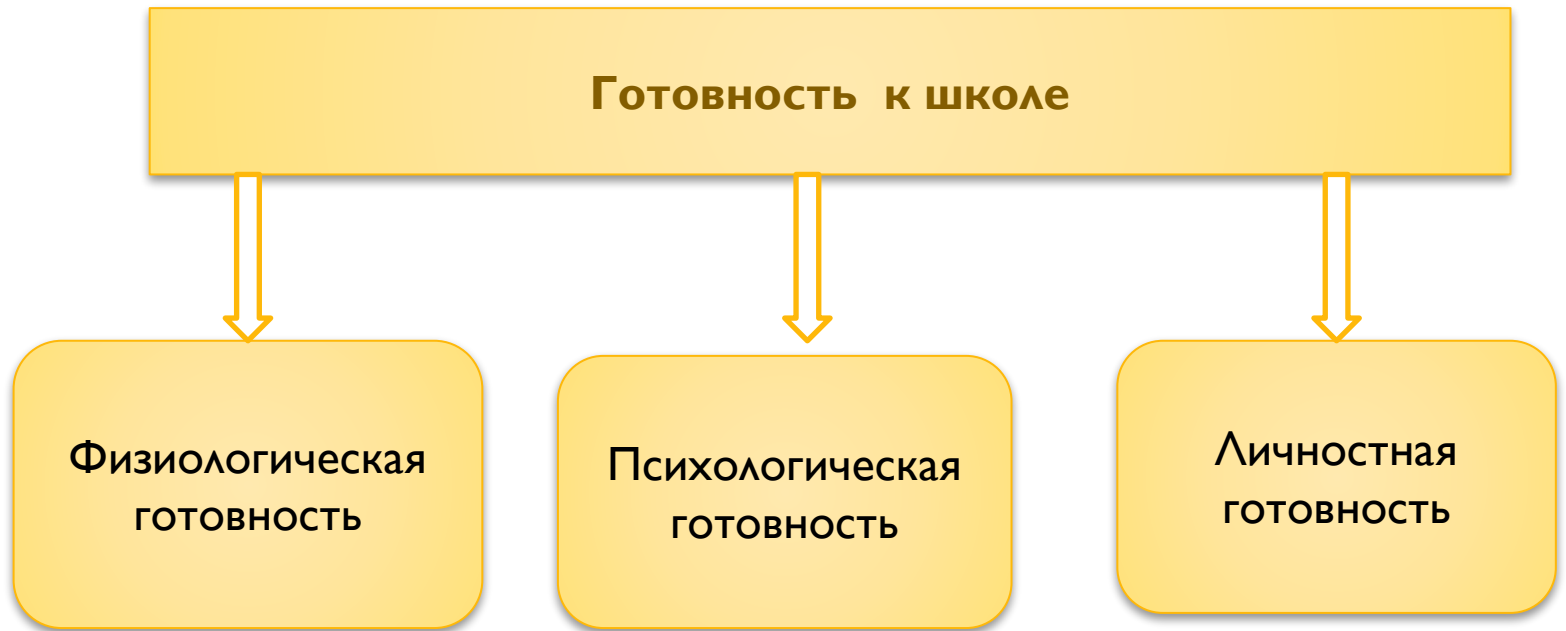 Готовность к школе
Физиологическая
готовность
Психологическая
готовность
Личностная
готовность